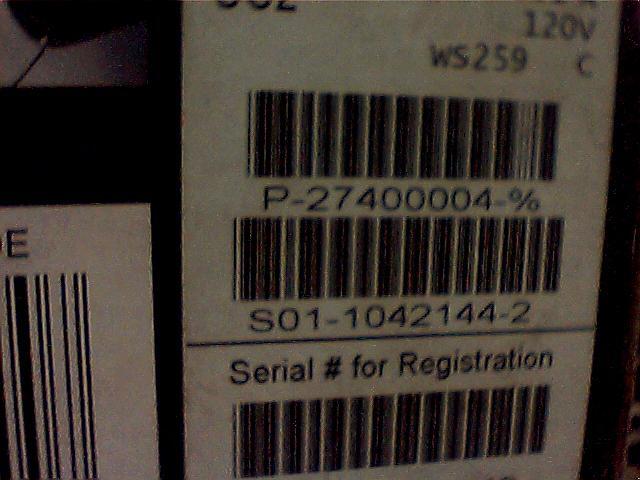 120V
WS259 C
P-27400004-%
S01-1042144-2
E
Serial # for Registration